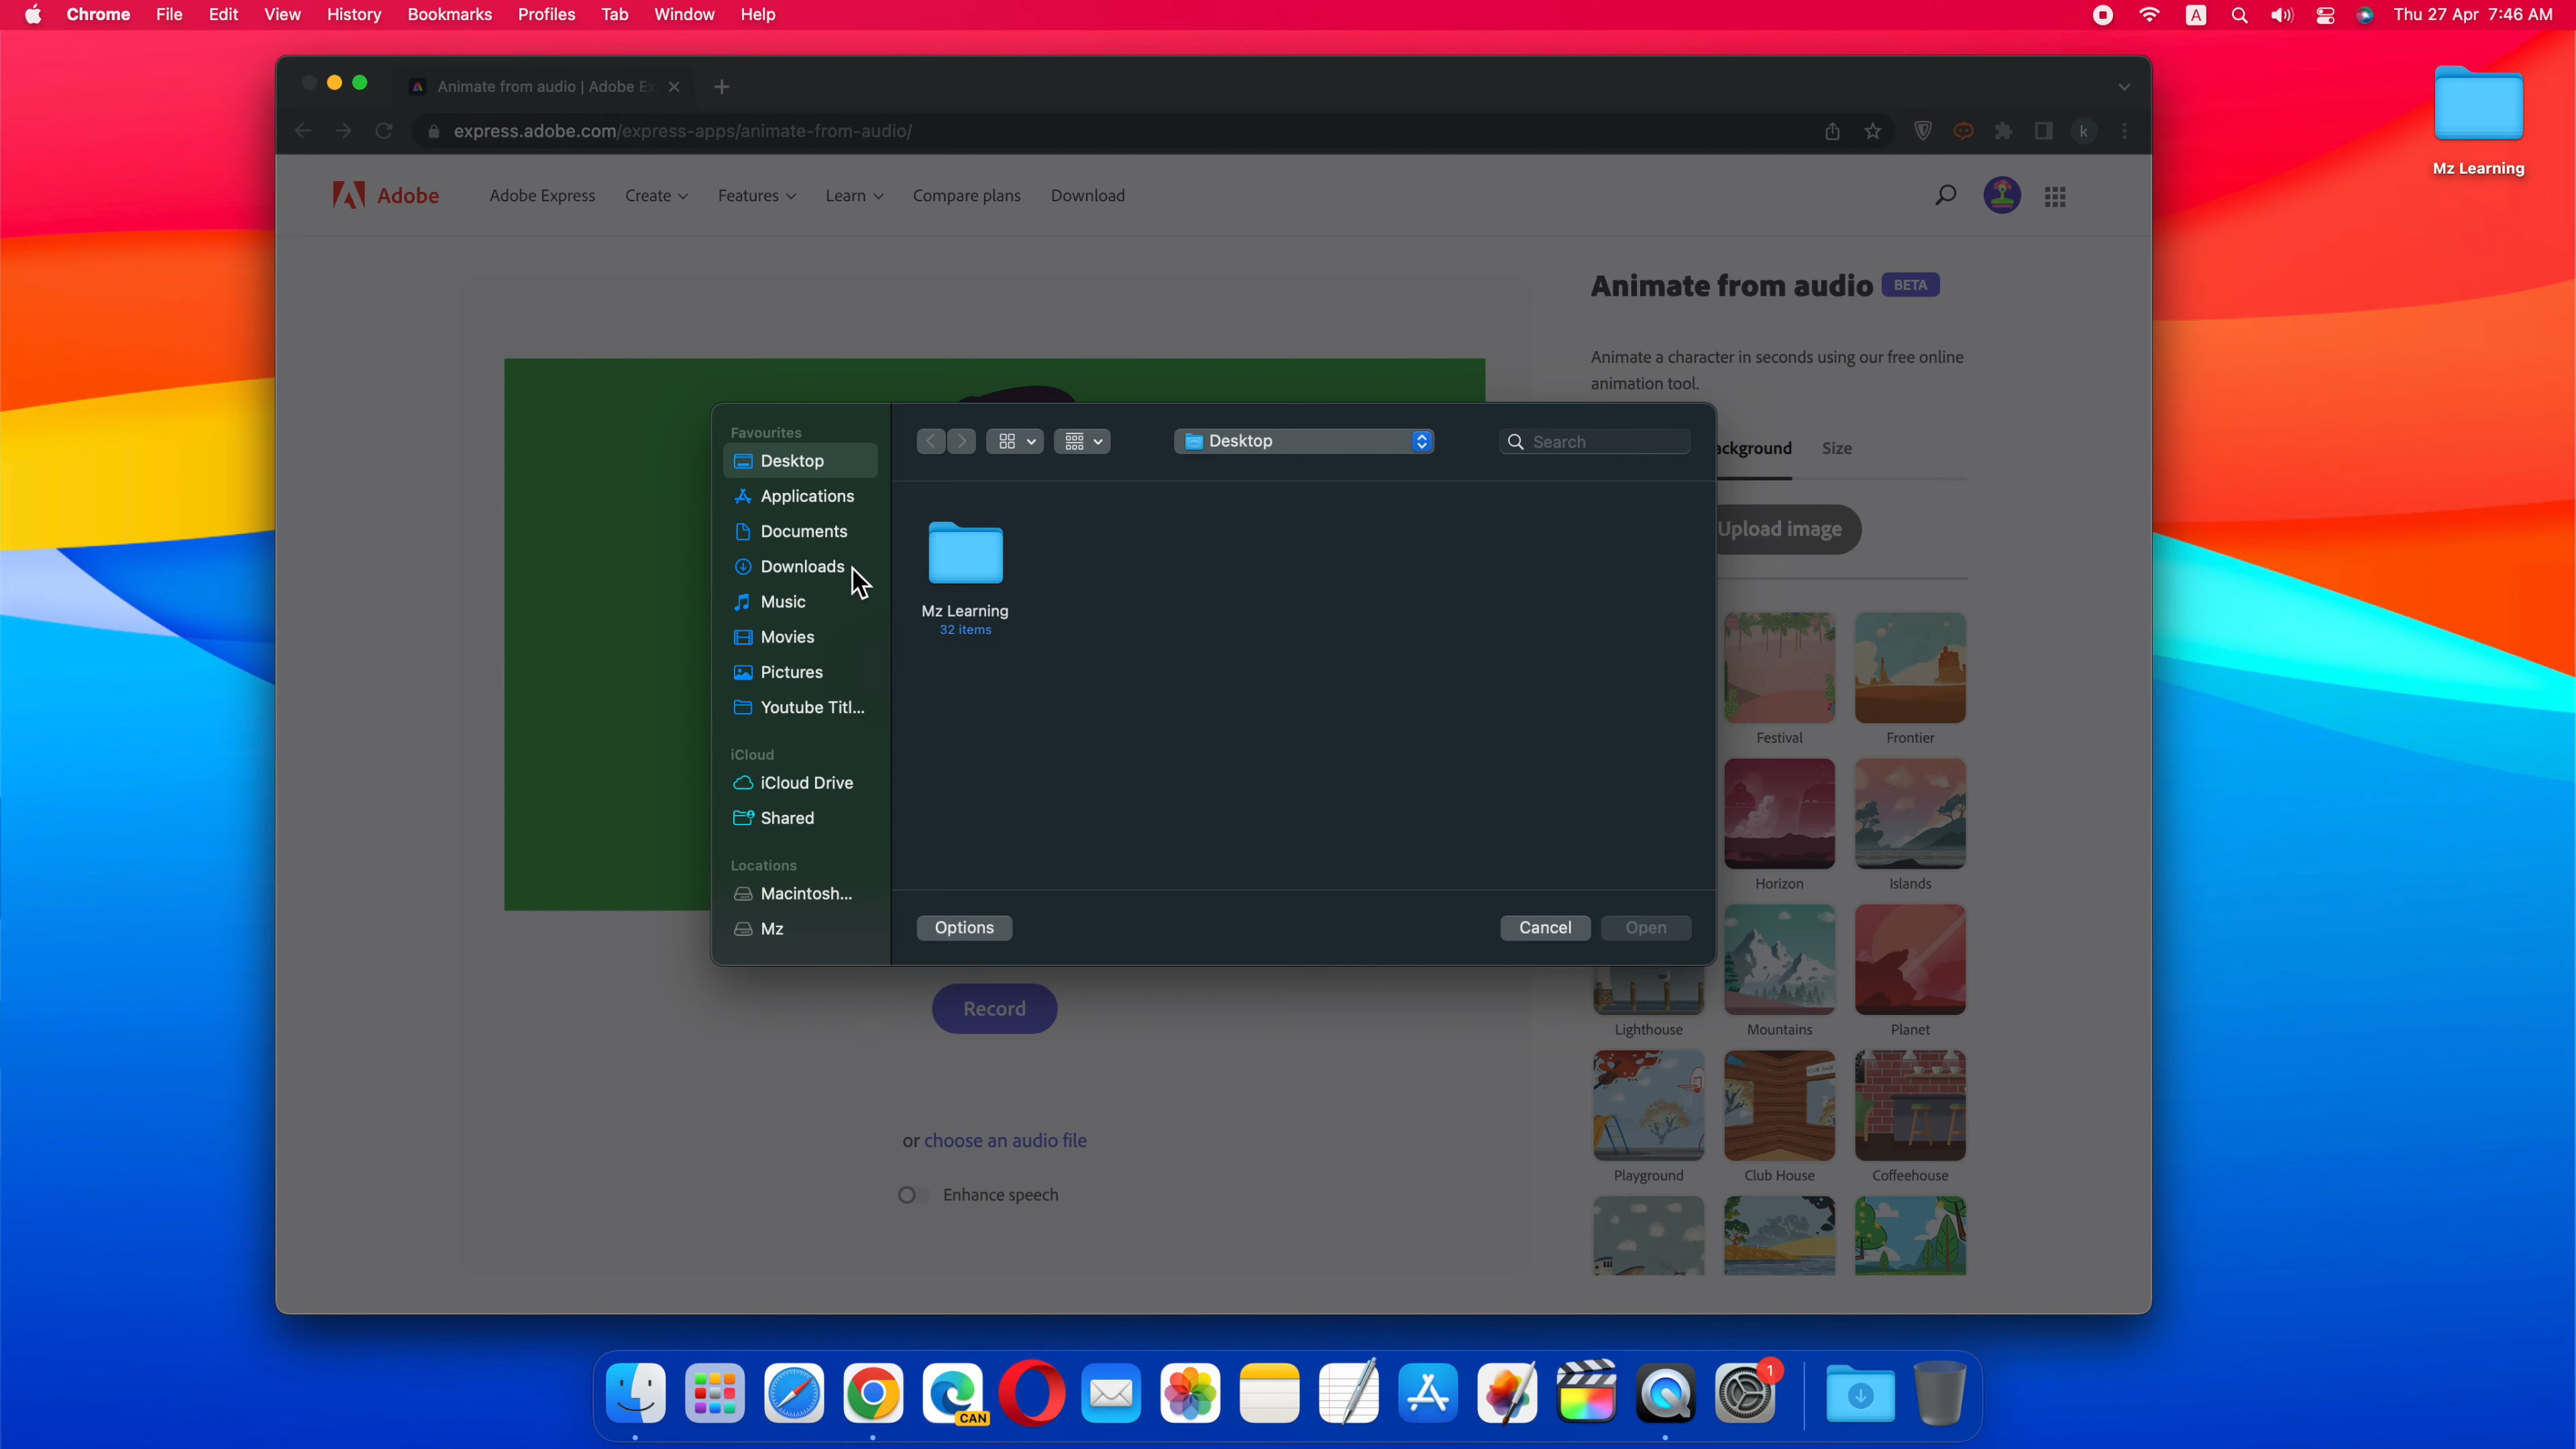 Chrome File Edit View History Bookmarks Profiles Tab Window Help
A
Thu 27 Apr 7:46 AM
Animate from audio | Adobe Ex
express.adobe.com/express-apps/animate-from-audio/
k
Mz Learning
Adobe
Adobe Express Create Features Learn Compare plans Download
Animate from audio BETA
Animate a character in seconds using our free online
animation tool.
ackground Size
Upload image
Favourites
Desktop
Applications
Documents
Downloads
Music
Movies
Pictures
Youtube Titl...
iCloud
iCloud Drive
Shared
Locations
Macintosh...
Mz
Desktop
Search
Mz Learning
32 items
Options
Cancel Open
Festival Frontier
Horizon Islands
Lighthouse Mountains Planet
Playground Club House Coffeehouse
Record
or choose an audio file
Enhance speech
CAN
1